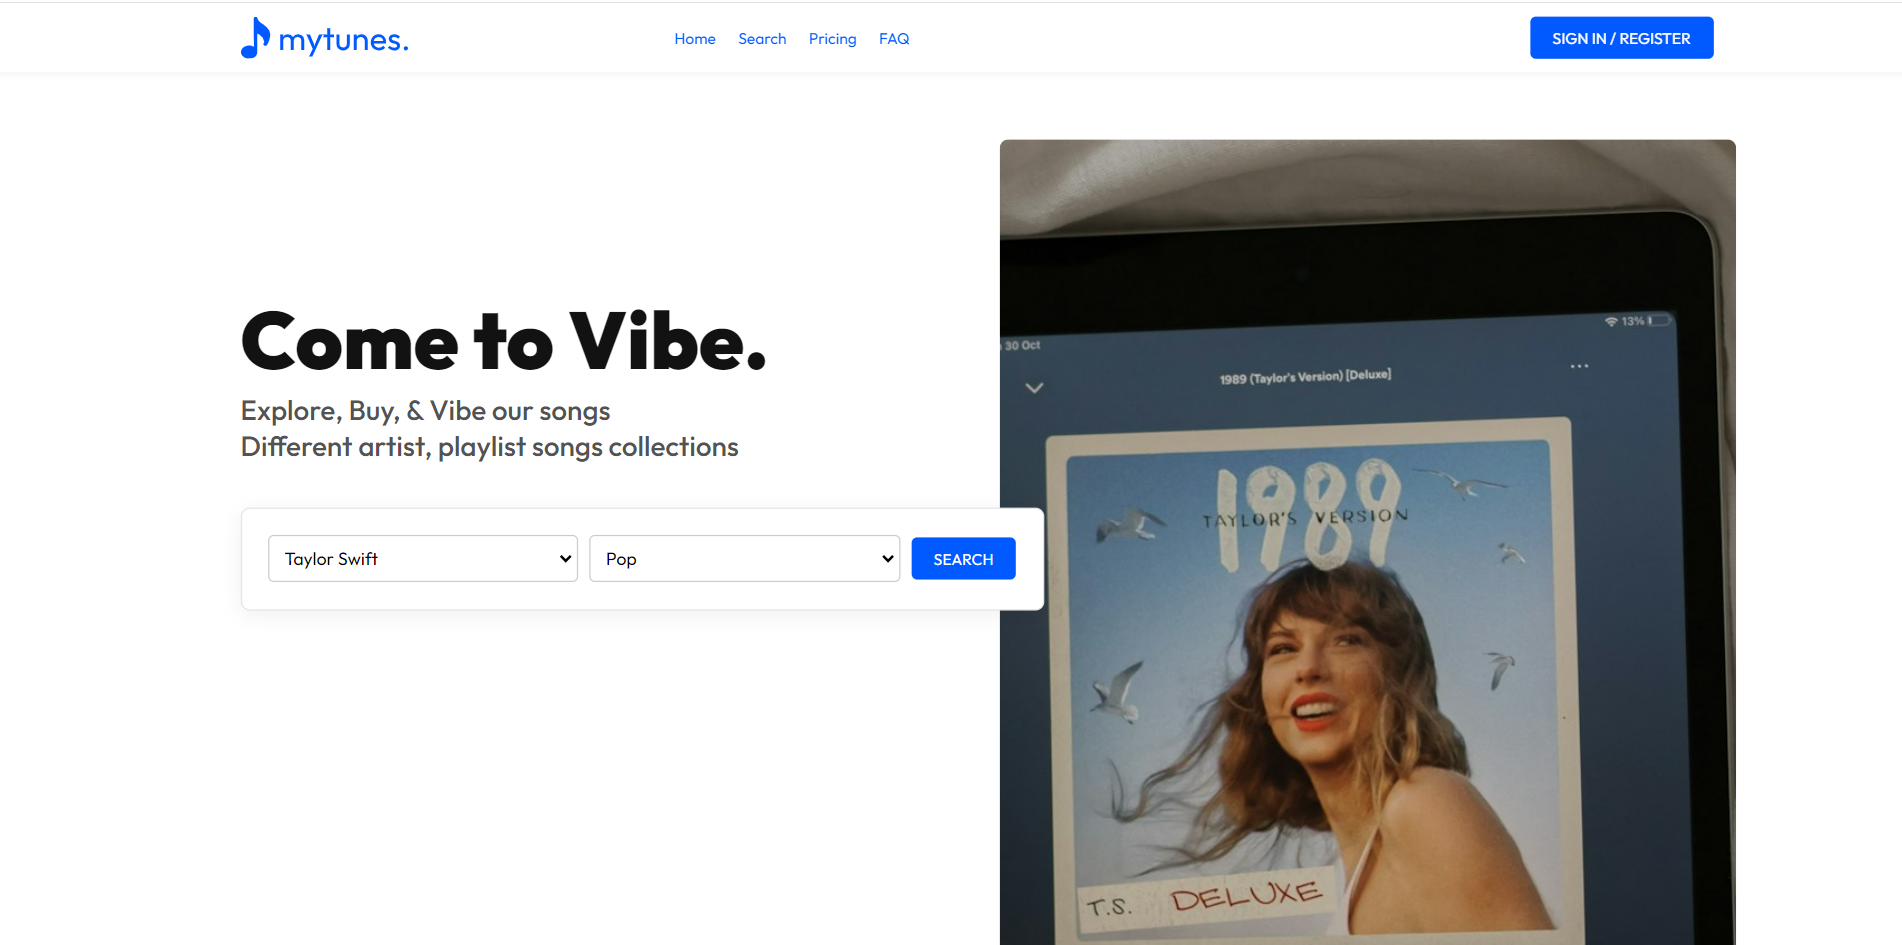 mytunes.
Home Search Pricing FAQ
SIGN IN / REGISTER
Come to Vibe.
Explore, Buy, & Vibe our songs
Different artist, playlist songs collections
Taylor Swift
Pop
SEARCH
30 Oct
13%
1989 (Taylor's Version) [Deluxe]
1989
TAYLOR'S VERSION
T.S. DELUXE